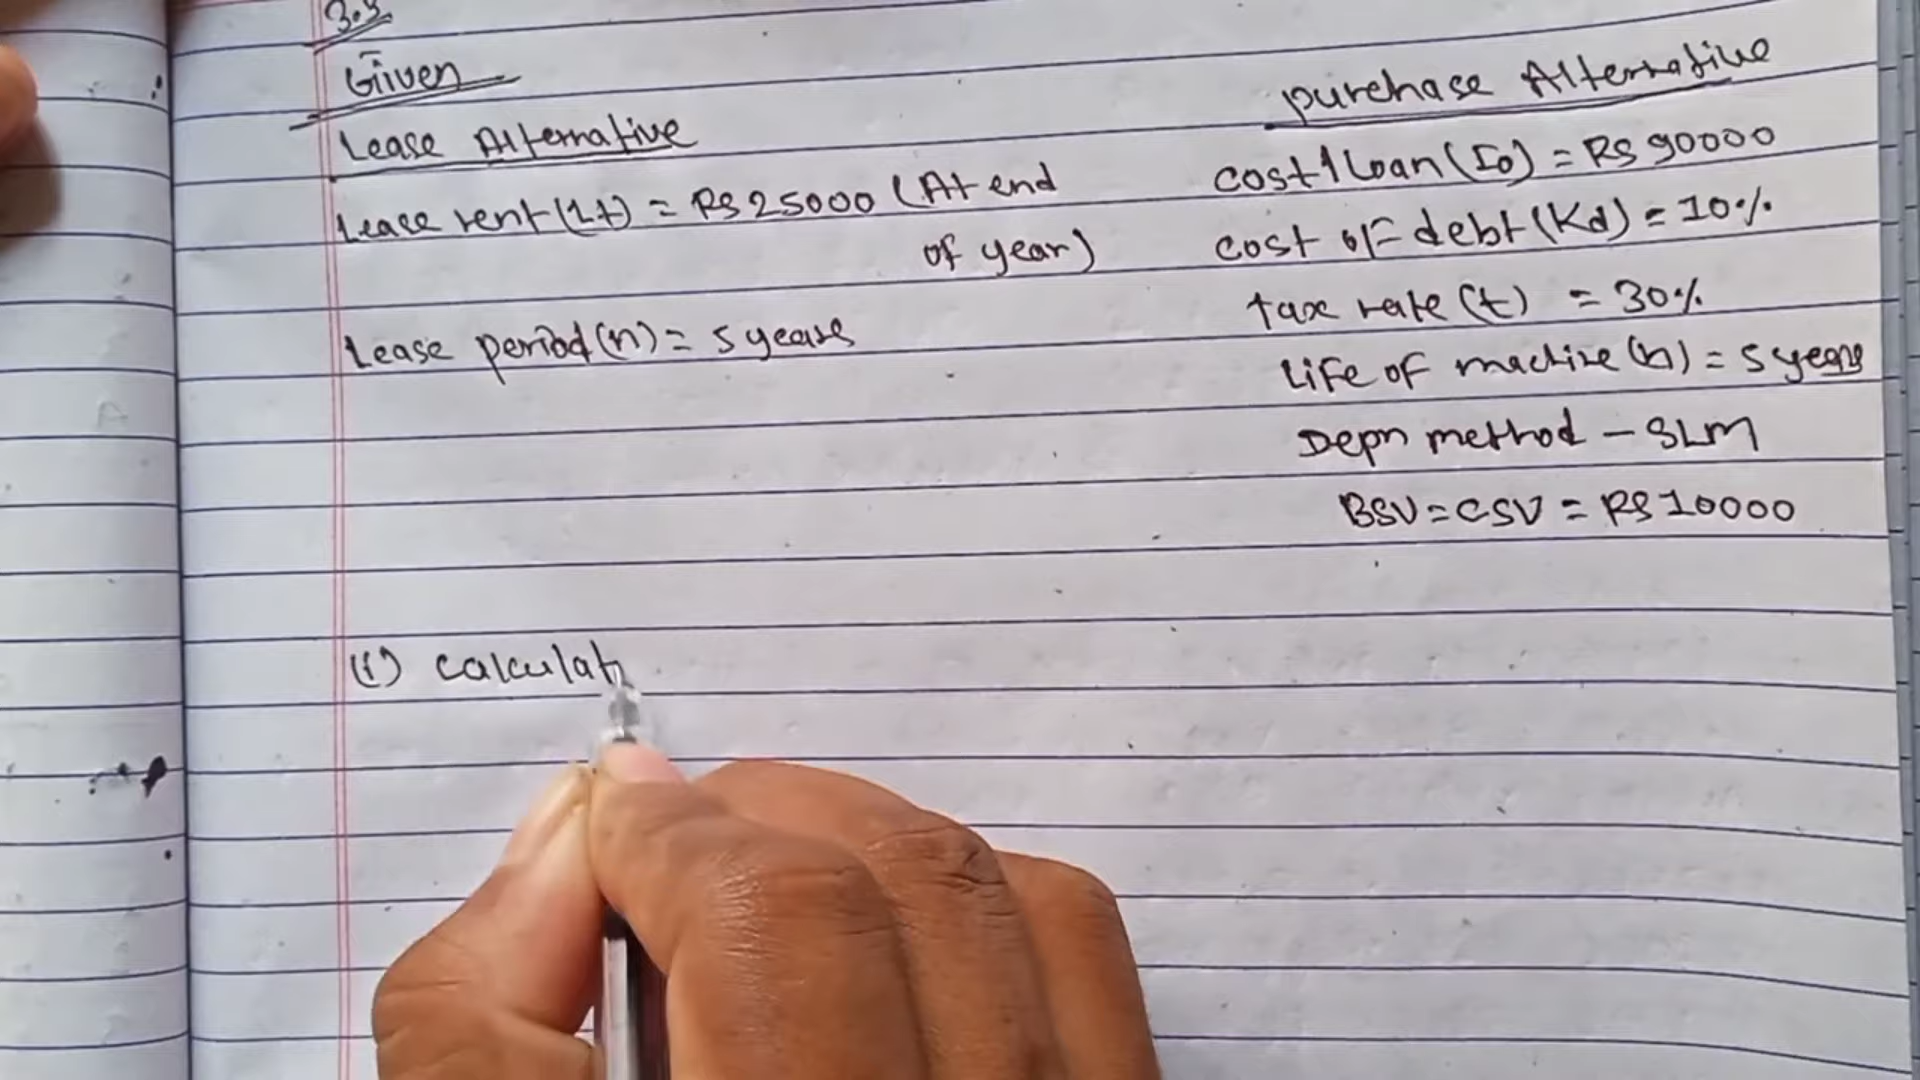 3.5
Given
Lease Alternative
Lease rent(Lt) = RS 25000 (At end
of year)
Lease period(n) = 5 years
purchase Alternative
cost/Loan(I0) = RS 90000
cost of debt(Kd) = 10%
tax rate (t) = 30%
Life of machine (n) = 5 years
Depn method - SLM
BSV = CSV = RS 10000
(i) calculat